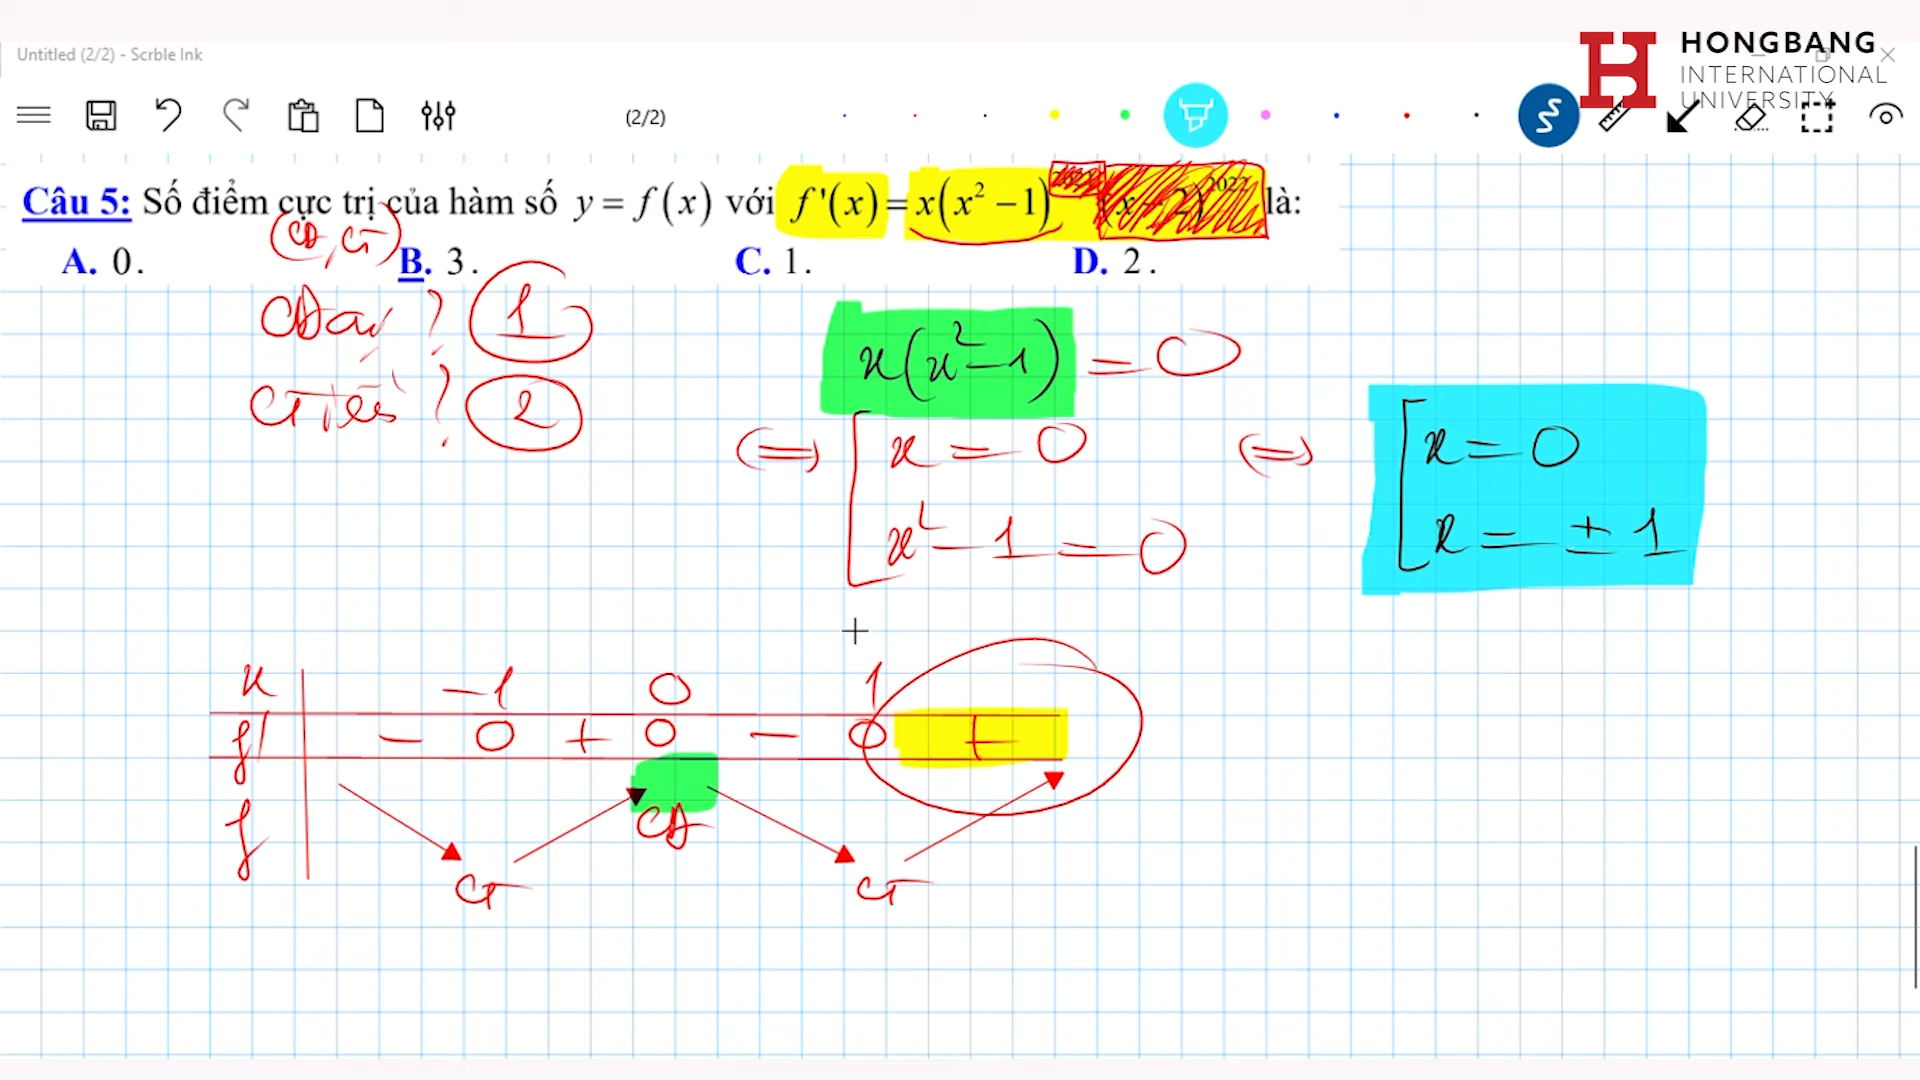 Untitled (2/2) - Scrble Ink
HONGBANG
INTERNATIONAL
UNIVERSITY
(2/2)
Câu 5: Số điểm cực trị của hàm số y = f(x) với f'(x) = x(x² − 1) (x − 2)²⁰²² là:
(CĐ, CT)
A. 0. B. 3. C. 1. D. 2.
CĐại ? 1
CTiểu ? 2
x(x² − 1) = 0
⇔ [ x = 0 ⇔ [ x = 0
x² − 1 = 0 x = ± 1
x −1 0 1
f' − 0 + 0 − 0 +
f CĐ
CT CT